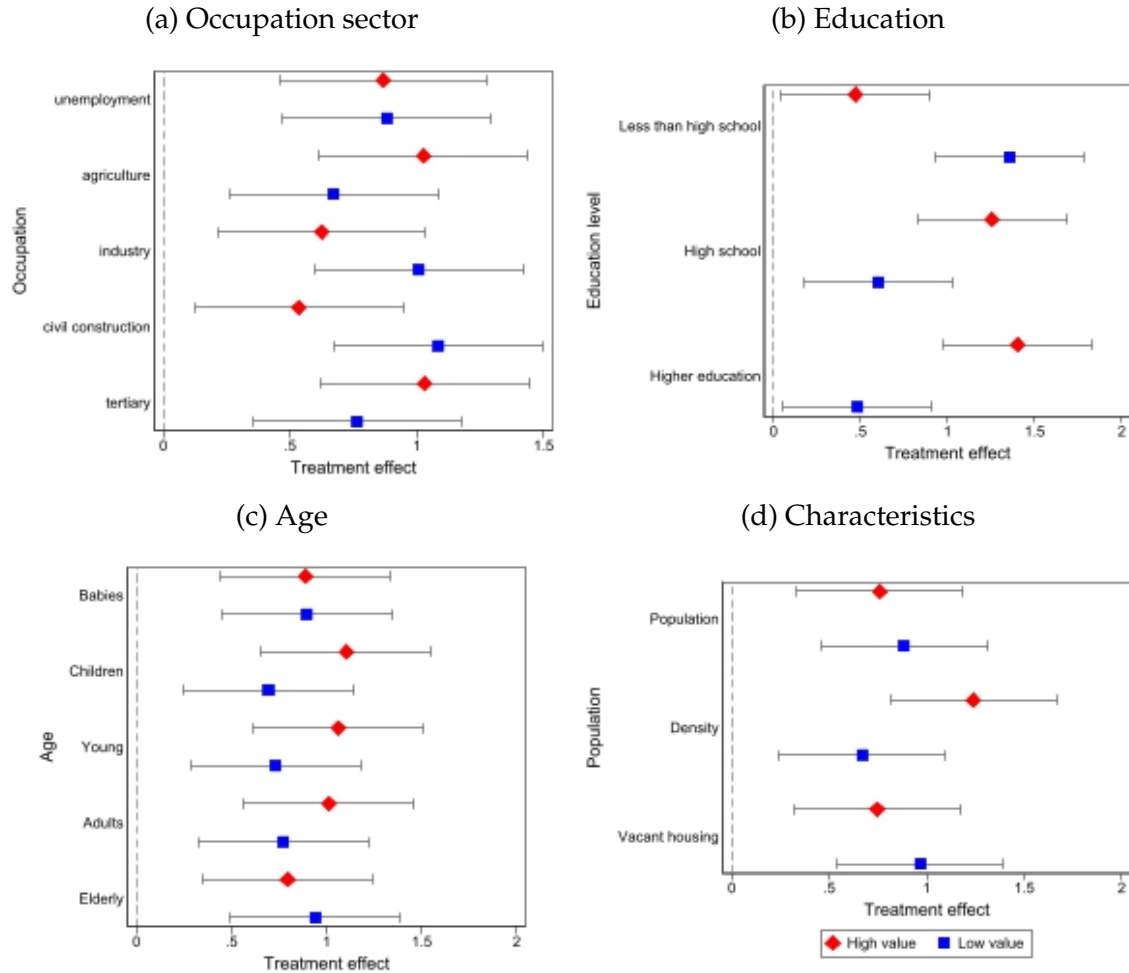 (a) Occupation sector
Occupation
unemployment
agriculture
industry
civil construction
tertiary
0 .5 1 1.5
Treatment effect
(b) Education
Education level
Less than high school
High school
Higher education
0 .5 1 1.5 2
Treatment effect
(c) Age
Age
Babies
Children
Young
Adults
Elderly
0 .5 1 1.5 2
Treatment effect
(d) Characteristics
Population
Population
Density
Vacant housing
0 .5 1 1.5 2
Treatment effect
High value Low value